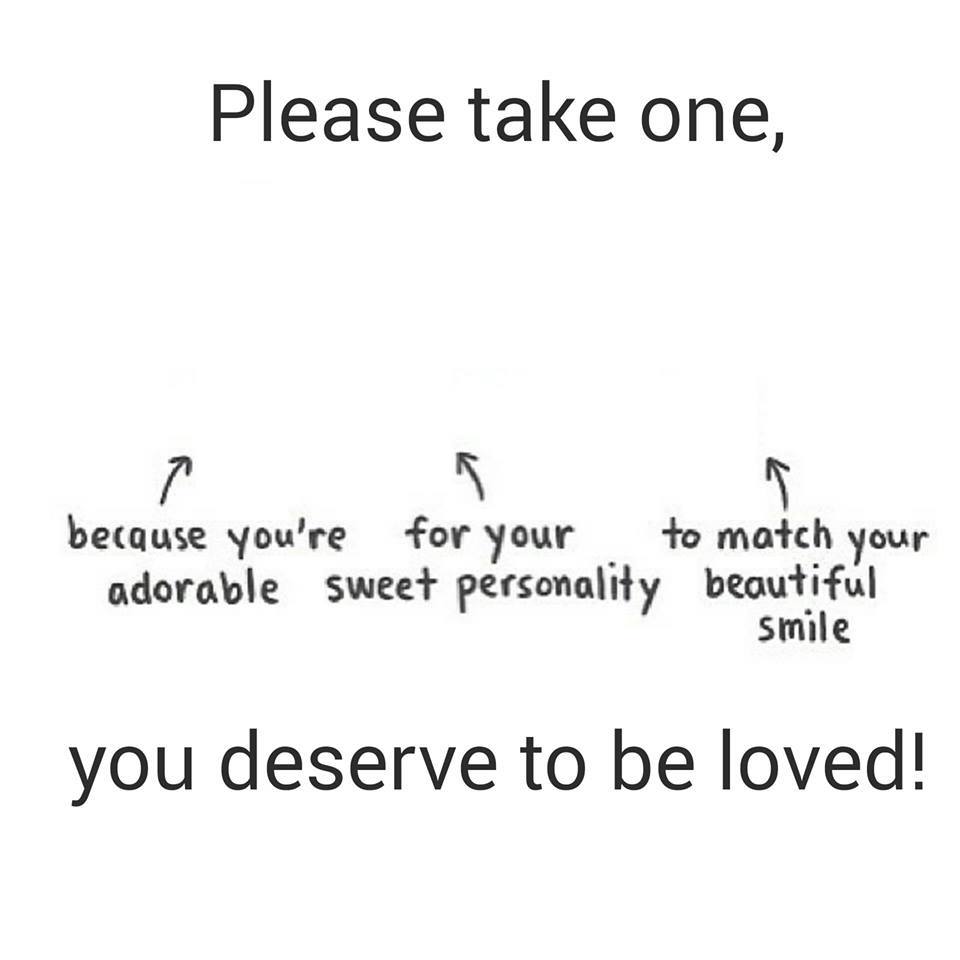 Please take one,
because you're
adorable
for your
sweet personality
to match your
beautiful
smile
you deserve to be loved!